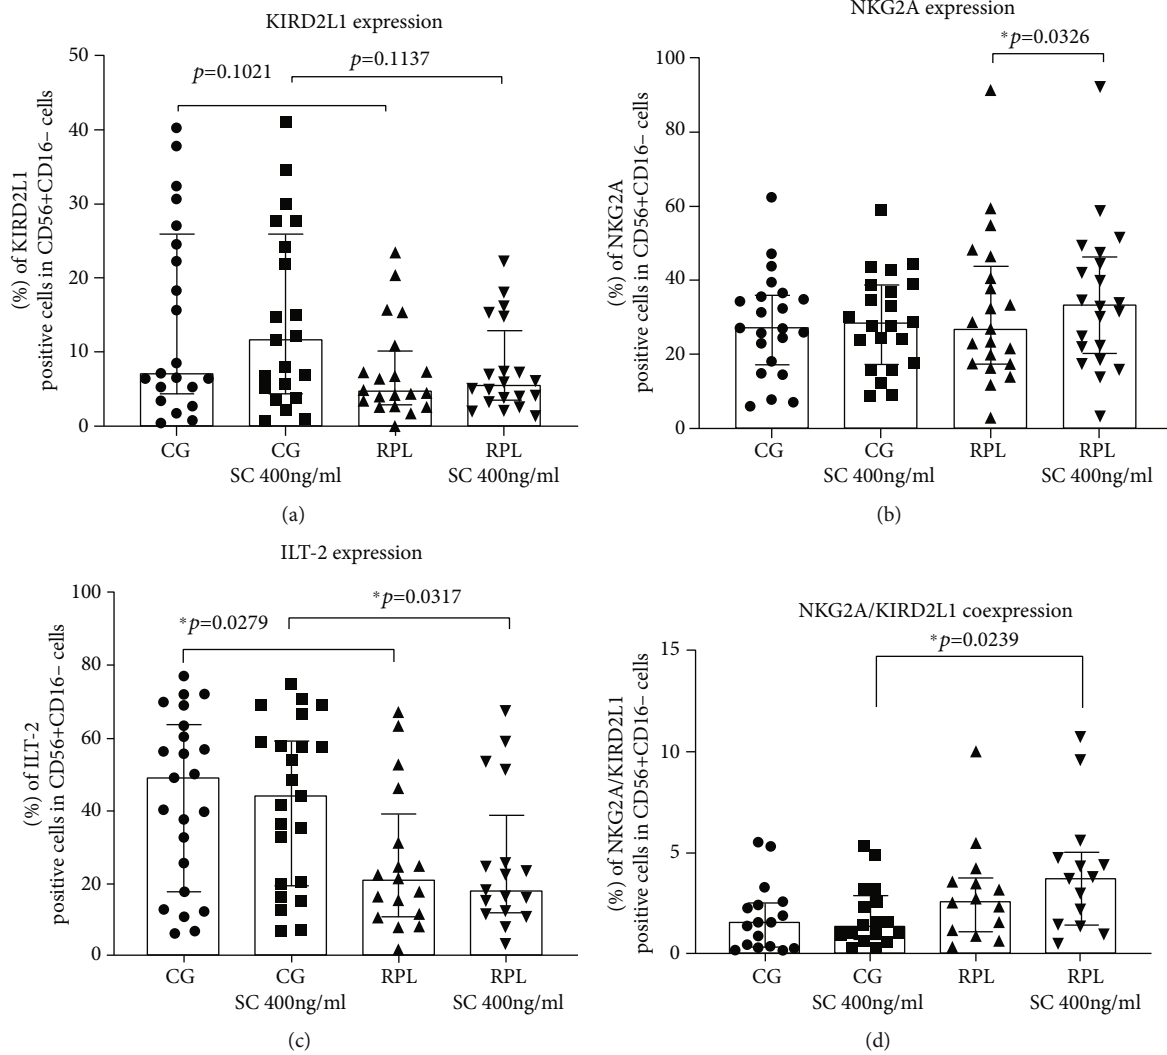 KIRD2L1 expression
(%) of KIRD2L1
positive cells in CD56+CD16− cells
50
40
30
20
10
0
p=0.1021
p=0.1137
CG
CG
SC 400ng/ml
RPL
RPL
SC 400ng/ml
(a)
NKG2A expression
(%) of NKG2A
positive cells in CD56+CD16− cells
100
80
60
40
20
0
*p=0.0326
CG
CG
SC 400ng/ml
RPL
RPL
SC 400ng/ml
(b)
ILT-2 expression
(%) of ILT-2
positive cells in CD56+CD16− cells
100
80
60
40
20
0
*p=0.0279
*p=0.0317
CG
CG
SC 400ng/ml
RPL
RPL
SC 400ng/ml
(c)
NKG2A/KIRD2L1 coexpression
(%) of NKG2A/KIRD2L1
positive cells in CD56+CD16− cells
15
10
5
0
*p=0.0239
CG
CG
SC 400ng/ml
RPL
RPL
SC 400ng/ml
(d)